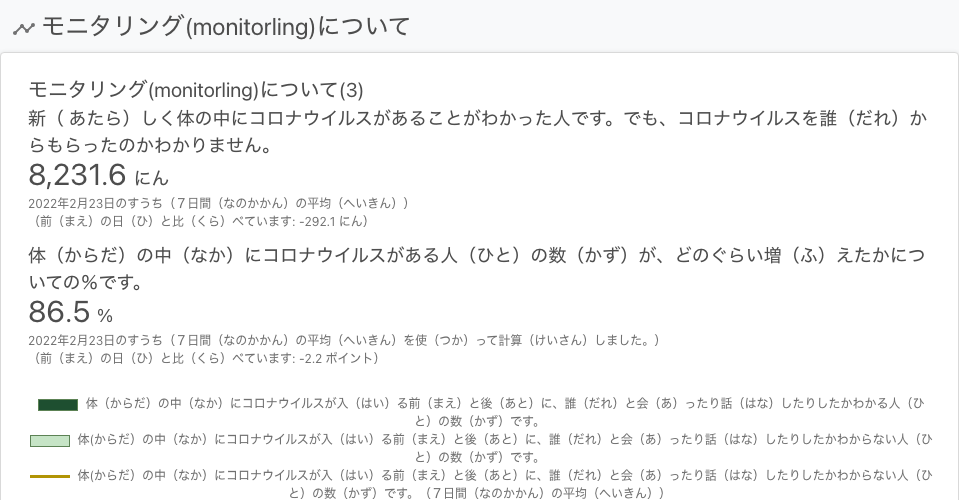 モニタリング(monitorling)について
モニタリング(monitorling)について(3)
新（ あたら）しく体の中にコロナウイルスがあることがわかった人です。でも、コロナウイルスを誰（だれ）か
らもらったのかわかりません。
8,231.6 にん
2022年2月23日のすうち（７日間（なのかかん）の平均（へいきん））
（前（まえ）の日（ひ）と比（くら）べています: -292.1 にん）
体（からだ）の中（なか）にコロナウイルスがある人（ひと）の数（かず）が、どのぐらい増（ふ）えたかにつ
いての%です。
86.5 %
2022年2月23日のすうち（７日間（なのかかん）の平均（へいきん）を使（つか）って計算（けいさん）しました。）
（前（まえ）の日（ひ）と比（くら）べています: -2.2 ポイント）
体（からだ）の中（なか）にコロナウイルスが入（はい）る前（まえ）と後（あと）に、誰（だれ）と会（あ）ったり話（はな）したりしたかわかる人（ひ
と）の数（かず）です。
体(からだ）の中（なか）にコロナウイルスが入（はい）る前（まえ）と後（あと）に、誰（だれ）と会（あ）ったり話（はな）したりしたかわからない人（ひ
と）の数（かず）です。
体(からだ）の中（なか）にコロナウイルスが入（はい）る前（まえ）と後（あと）に、誰（だれ）と会（あ）ったり話（はな）したりしたかわからない人（ひ
と）の数（かず）です。（７日間（なのかかん）の平均（へいきん））